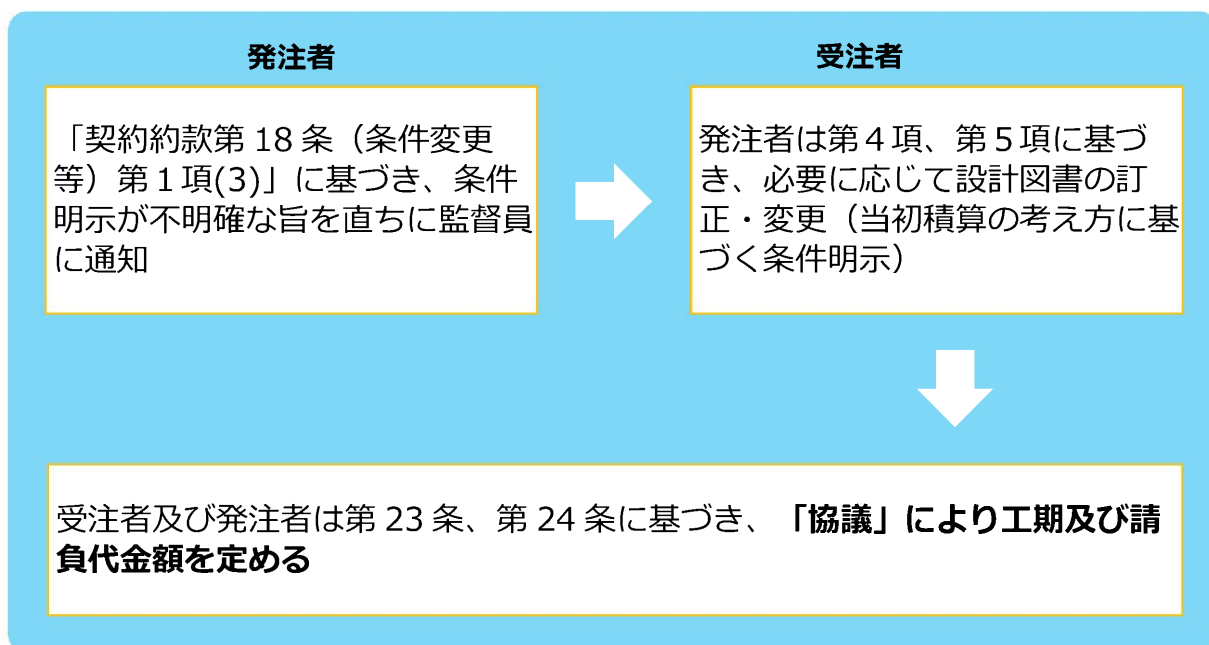 発注者
「契約約款第 18 条（条件変更
等）第１項(3)」に基づき、条件
明示が不明確な旨を直ちに監督員
に通知
受注者
発注者は第４項、第５項に基づ
き、必要に応じて設計図書の訂
正・変更（当初積算の考え方に基
づく条件明示）
受注者及び発注者は第 23 条、第 24 条に基づき、「協議」により工期及び請
負代金額を定める